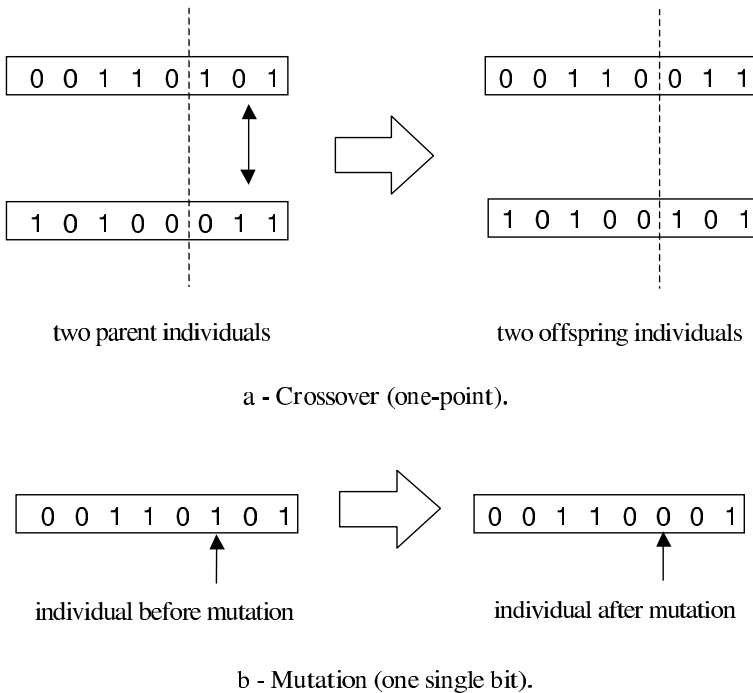 0 0 1 1 0 1 0 1
0 0 1 1 0 0 1 1
1 0 1 0 0 0 1 1
1 0 1 0 0 1 0 1
two parent individuals
two offspring individuals
a - Crossover (one-point).
0 0 1 1 0 1 0 1
0 0 1 1 0 0 0 1
individual before mutation
individual after mutation
b - Mutation (one single bit).